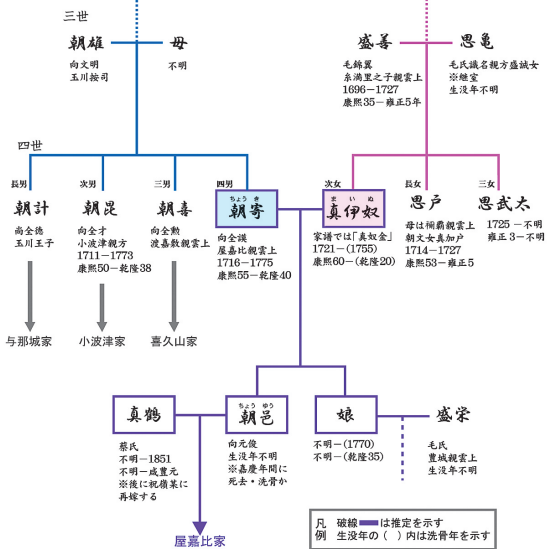 三世
朝雄
母
盛善
思亀
向文明
玉川按司
不明
毛錦翼
糸満里之子親雲上
1696－1727
康熙35－雍正5年
毛氏識名親方盛誠女
※継室
生没年不明
四世
長男
次男
三男
四男
次女
長女
三女
朝計
朝昆
朝喜
ちょう き
朝寄
ま い ぬ
真伊奴
思戸
思武太
尚全徳
玉川王子
向全才
小波津親方
1711－1773
康熙50－乾隆38
向全勲
渡嘉敷親雲上
向全謨
屋嘉比親雲上
1716－1775
康熙55－乾隆40
家譜では「真奴金」
1721－(1755)
康熙60－(乾隆20)
母は桃覇親雲上
朝文女真加戸
1714－1727
康熙53－雍正5
1725 －不明
雍正 3－不明
与那城家
小波津家
喜久山家
真鶴
ちょう ゆう
朝邑
娘
盛栄
蔡氏
不明－1851
不明－咸豊元
※後に祝嶺某に
再嫁する
向元俊
生没年不明
※嘉慶年間に
死去・洗骨か
不明－(1770)
不明－(乾隆35)
毛氏
豊城親雲上
生没年不明
屋嘉比家
凡例
破線 は推定を示す
生没年の（ ）内は洗骨年を示す